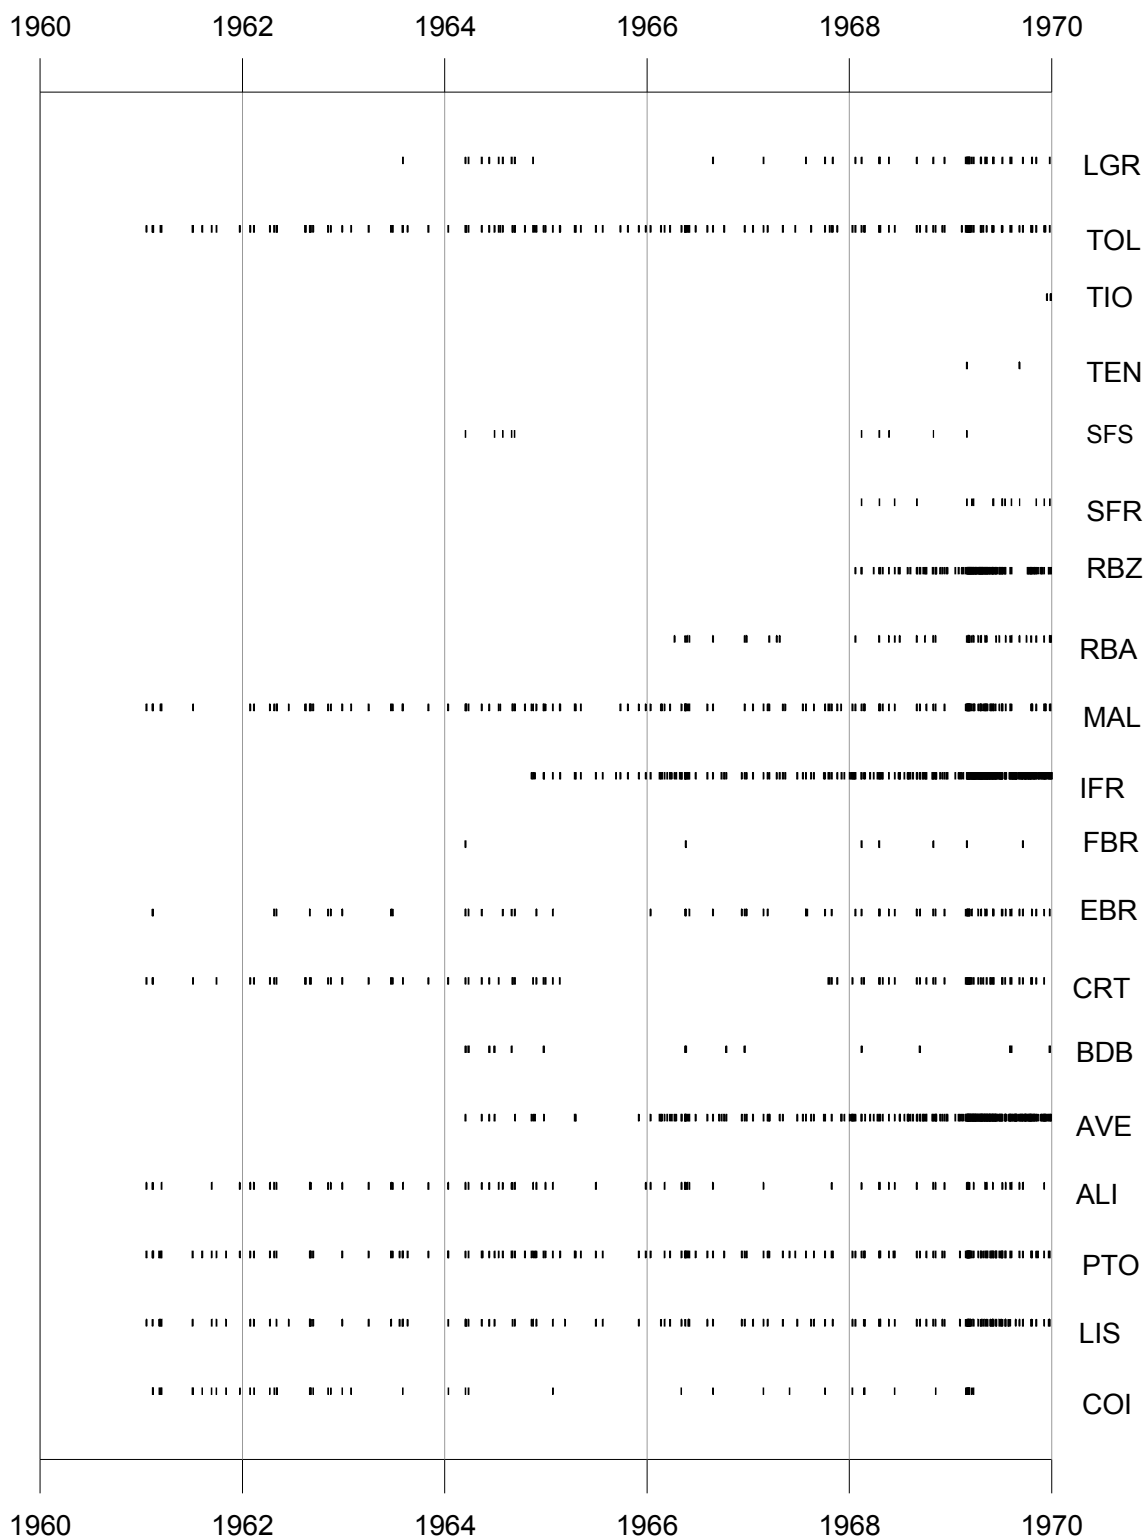 1960 1962 1964 1966 1968 1970
LGR
TOL
TIO
TEN
SFS
SFR
RBZ
RBA
MAL
IFR
FBR
EBR
CRT
BDB
AVE
ALI
PTO
LIS
COI
1960 1962 1964 1966 1968 1970